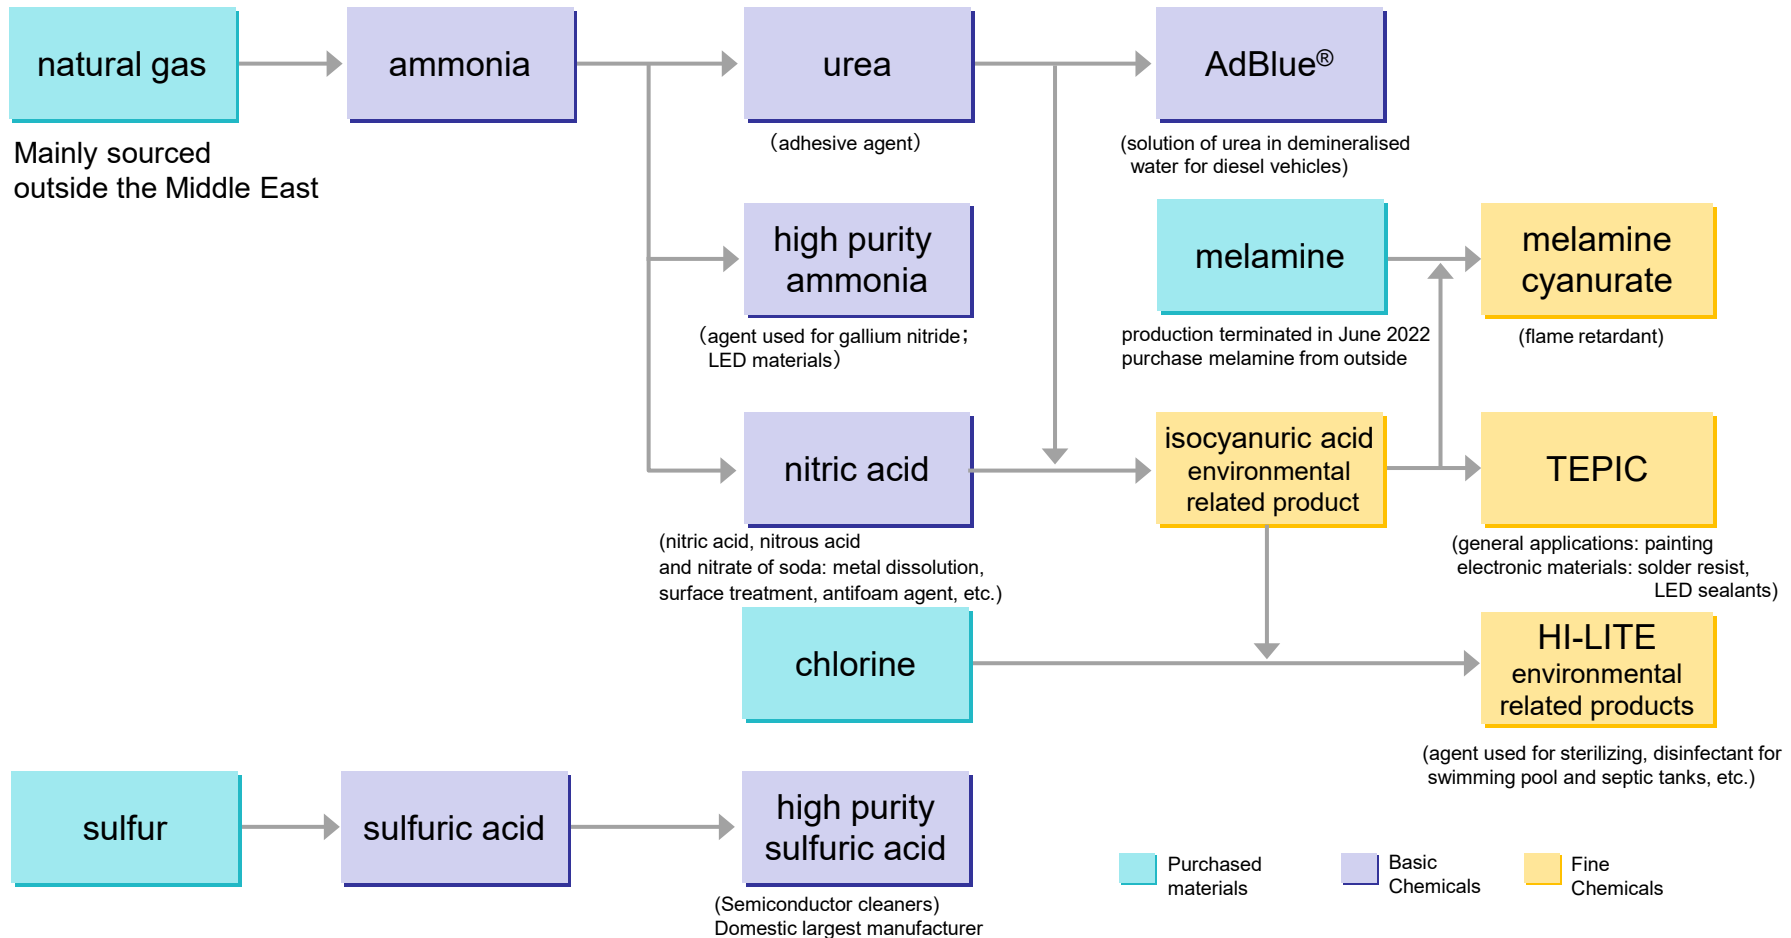 natural gas
Mainly sourced
outside the Middle East
ammonia
urea
(adhesive agent)
AdBlue®
(solution of urea in demineralised
water for diesel vehicles)
high purity
ammonia
(agent used for gallium nitride;
LED materials)
melamine
production terminated in June 2022
purchase melamine from outside
melamine
cyanurate
(flame retardant)
nitric acid
(nitric acid, nitrous acid
and nitrate of soda: metal dissolution,
surface treatment, antifoam agent, etc.)
isocyanuric acid
environmental
related product
TEPIC
(general applications: painting
electronic materials: solder resist,
LED sealants)
chlorine
HI-LITE
environmental
related products
(agent used for sterilizing, disinfectant for
swimming pool and septic tanks, etc.)
sulfur
sulfuric acid
high purity
sulfuric acid
(Semiconductor cleaners)
Domestic largest manufacturer
Purchased
materials
Basic
Chemicals
Fine
Chemicals